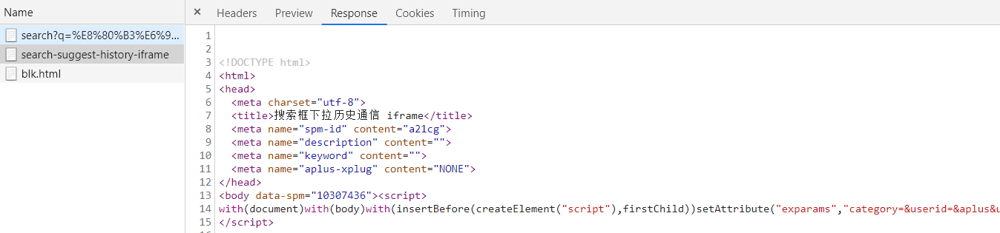 Name
× Headers Preview Response Cookies Timing
search?q=%E8%80%B3%E6%9...
search-suggest-history-iframe
blk.html
1
2
3 <!DOCTYPE html>
4 <html>
5 <head>
6 <meta charset="utf-8">
7 <title>搜索框下拉历史通信 iframe</title>
8 <meta name="spm-id" content="a21cg">
9 <meta name="description" content="">
10 <meta name="keyword" content="">
11 <meta name="aplus-xplug" content="NONE">
12 </head>
13 <body data-spm="10307436"><script>
14 with(document)with(body)with(insertBefore(createElement("script"),firstChild))setAttribute("exparams","category=&userid=&aplus&u
15 </script>